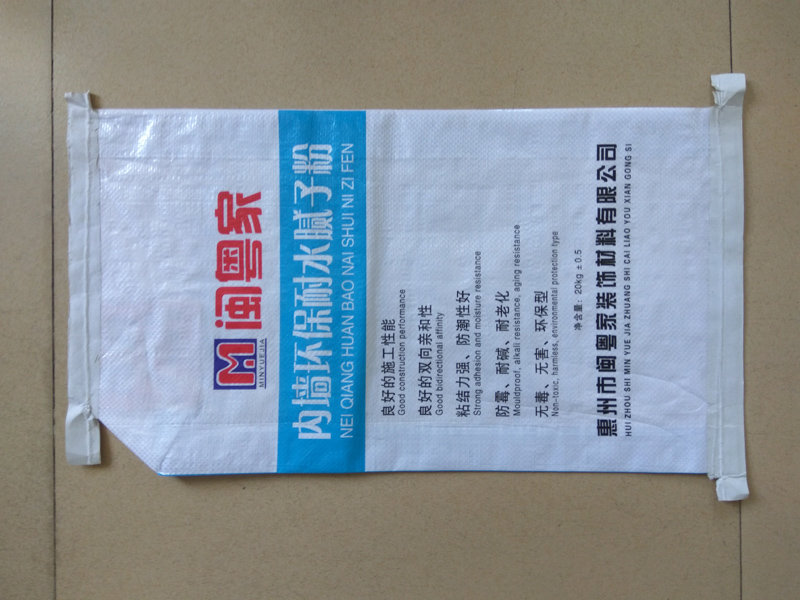 闽粤家
MINYUEJIA
内墙环保耐水腻子粉
NEI QIANG HUAN BAO NAI SHUI NI ZI FEN
良好的施工性能
Good construction performance
良好的双向亲和性
Good bidirectional affinity
粘结力强、防潮性好
Strong adhesion and moisture resistance
防霉、耐碱、耐老化
Mouldproof, alkali resistance, aging resistance
无毒、无害、环保型
Non-toxic, harmless, environmental protection type
净含量：20kg ± 0.5
惠州市闽粤家装饰材料有限公司
HUI ZHOU SHI MIN YUE JIA ZHUANG SHI CAI LIAO YOU XIAN GONG SI